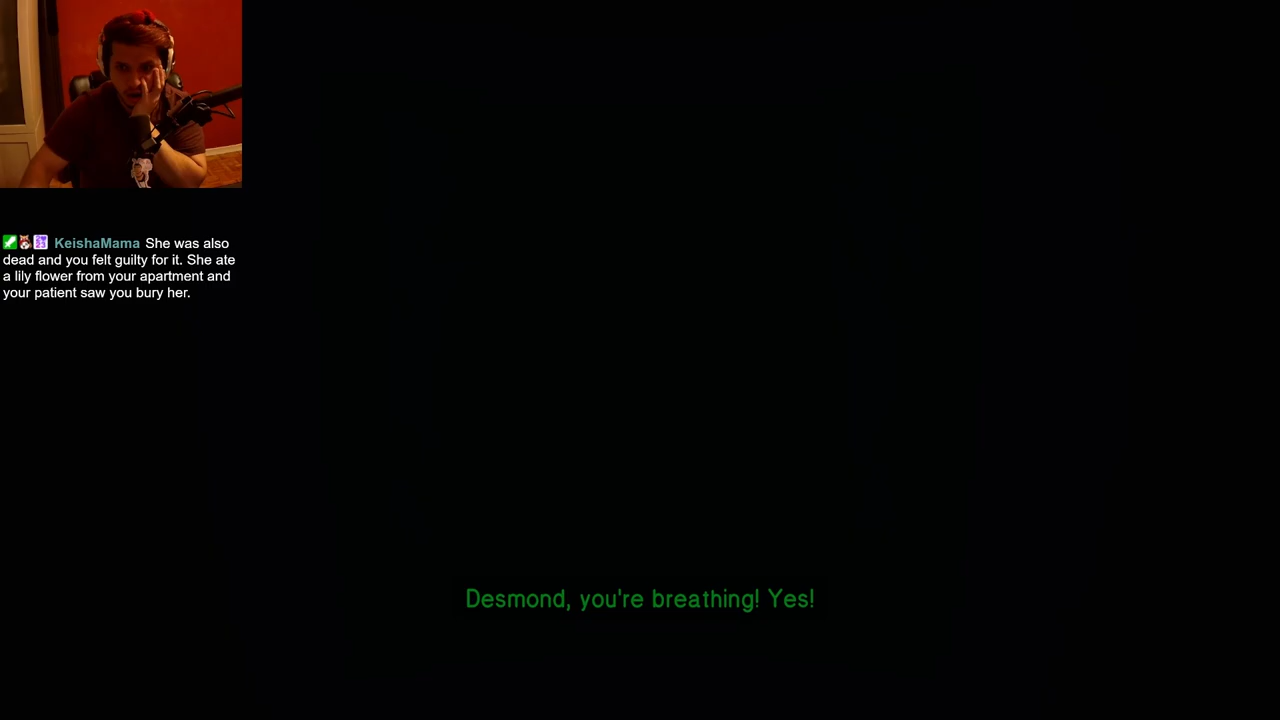 KeishaMama She was also
dead and you felt guilty for it. She ate
a lily flower from your apartment and
your patient saw you bury her.
Desmond, you're breathing! Yes!